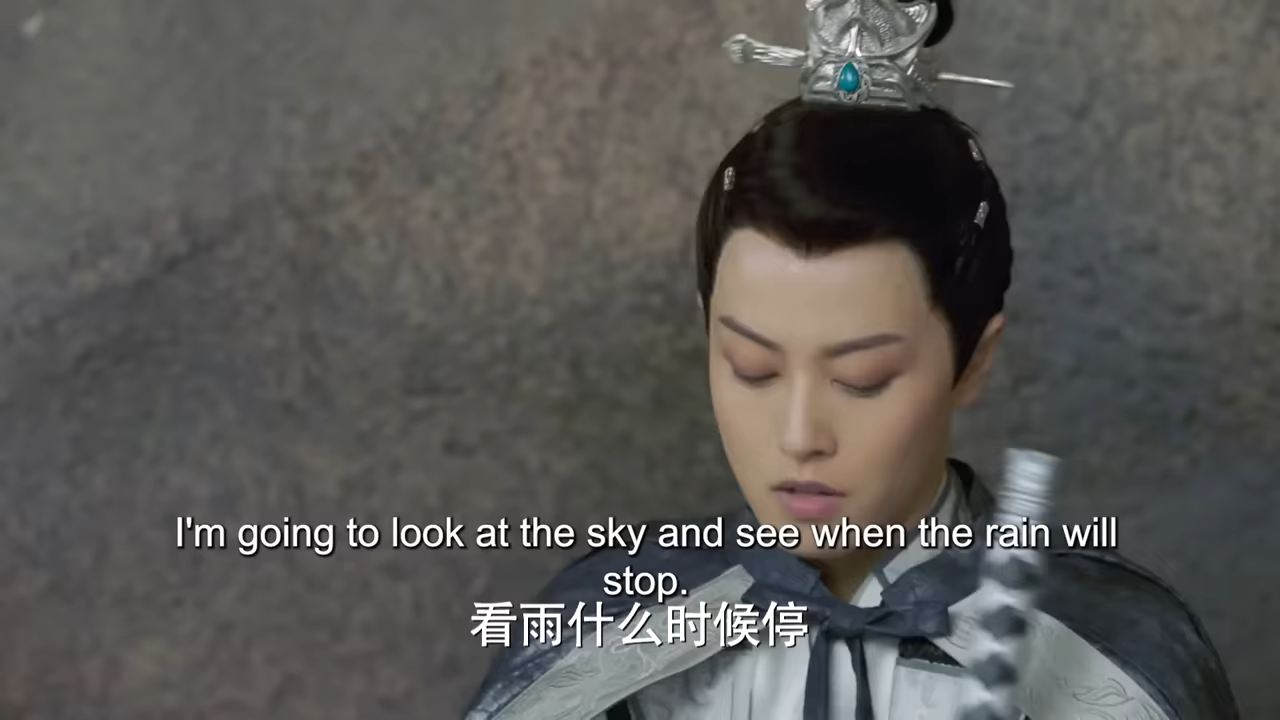 I'm going to look at the sky and see when the rain will
stop.
看雨什么时候停